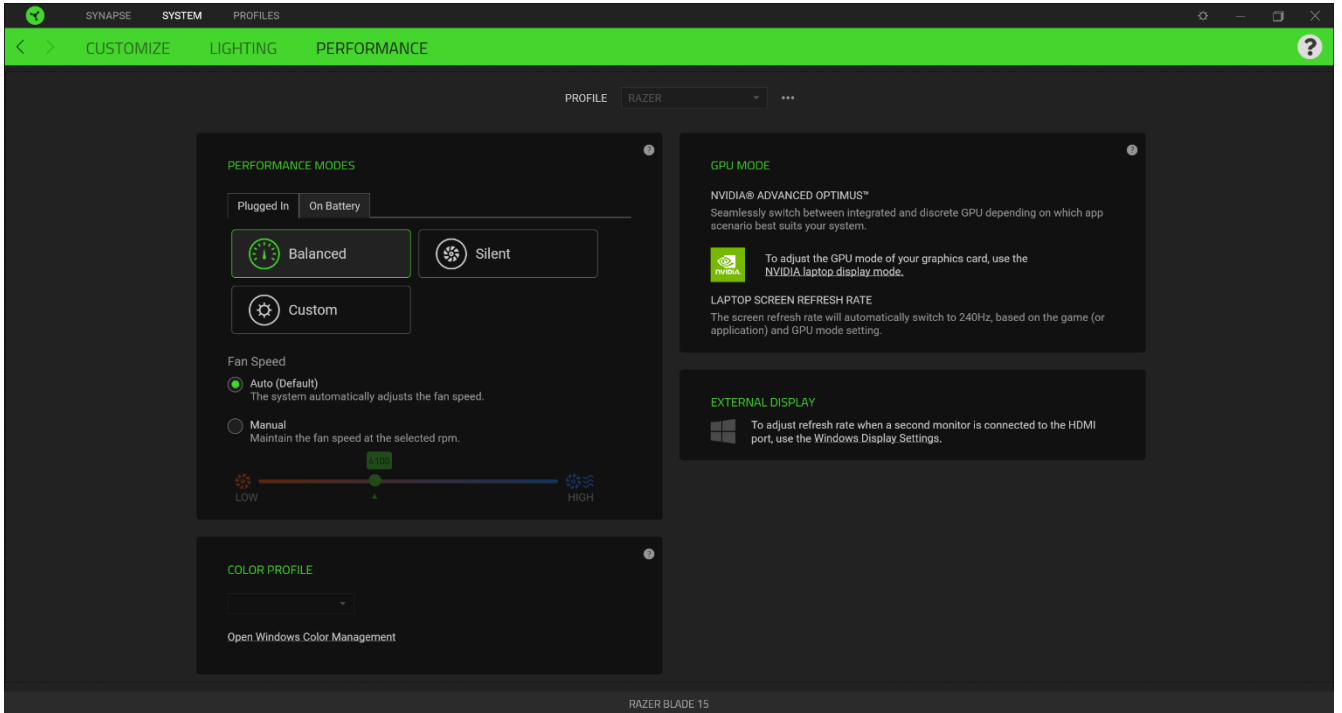 SYNAPSE SYSTEM PROFILES
CUSTOMIZE LIGHTING PERFORMANCE ?
PROFILE RAZER •••
PERFORMANCE MODES ?
Plugged In On Battery
Balanced Silent
Custom
Fan Speed
Auto (Default)
The system automatically adjusts the fan speed.
Manual
Maintain the fan speed at the selected rpm.
4100
LOW HIGH
COLOR PROFILE ?
Open Windows Color Management
GPU MODE ?
NVIDIA® ADVANCED OPTIMUS™
Seamlessly switch between integrated and discrete GPU depending on which app
scenario best suits your system.
NVIDIA.
To adjust the GPU mode of your graphics card, use the
NVIDIA laptop display mode.
LAPTOP SCREEN REFRESH RATE
The screen refresh rate will automatically switch to 240Hz, based on the game (or
application) and GPU mode setting.
EXTERNAL DISPLAY
To adjust refresh rate when a second monitor is connected to the HDMI
port, use the Windows Display Settings.
RAZER BLADE 15